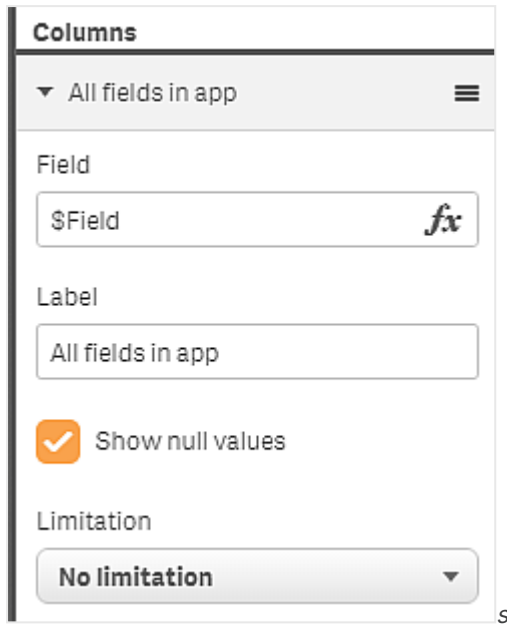 Columns
All fields in app
Field
$Field fx
Label
All fields in app
Show null values
Limitation
No limitation
s